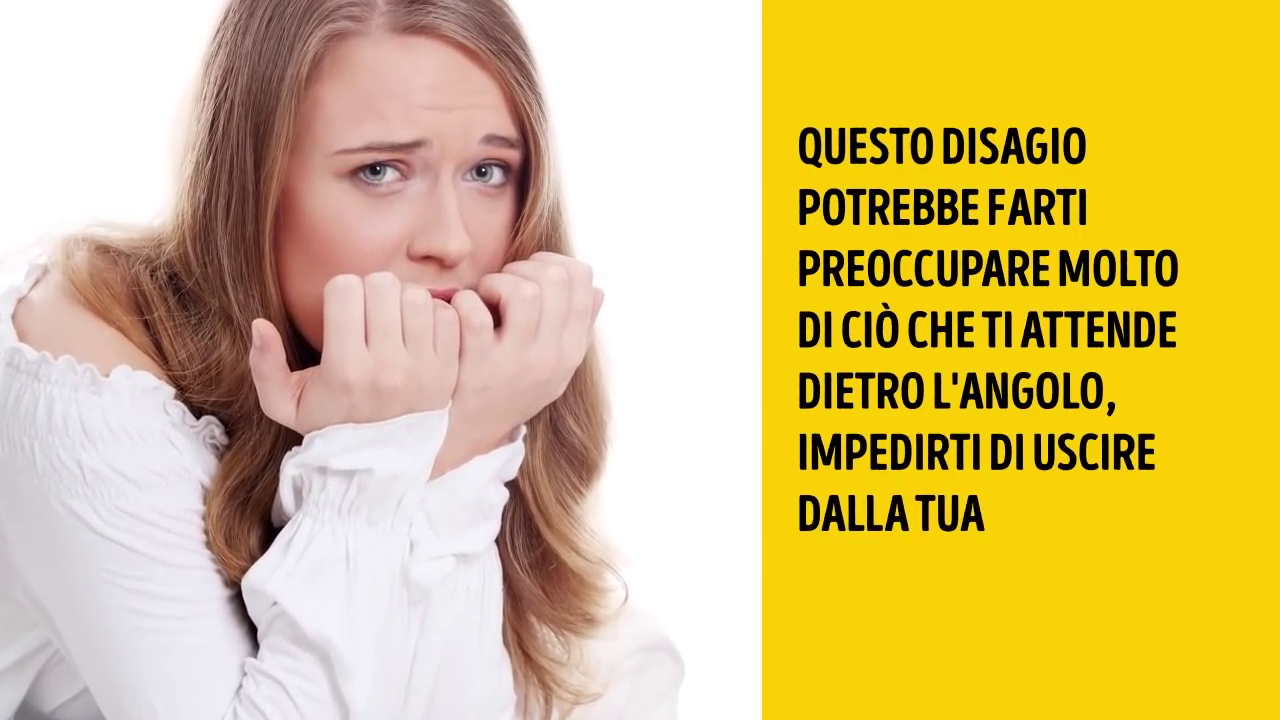 QUESTO DISAGIO
POTREBBE FARTI
PREOCCUPARE MOLTO
DI CIÒ CHE TI ATTENDE
DIETRO L'ANGOLO,
IMPEDIRTI DI USCIRE
DALLA TUA